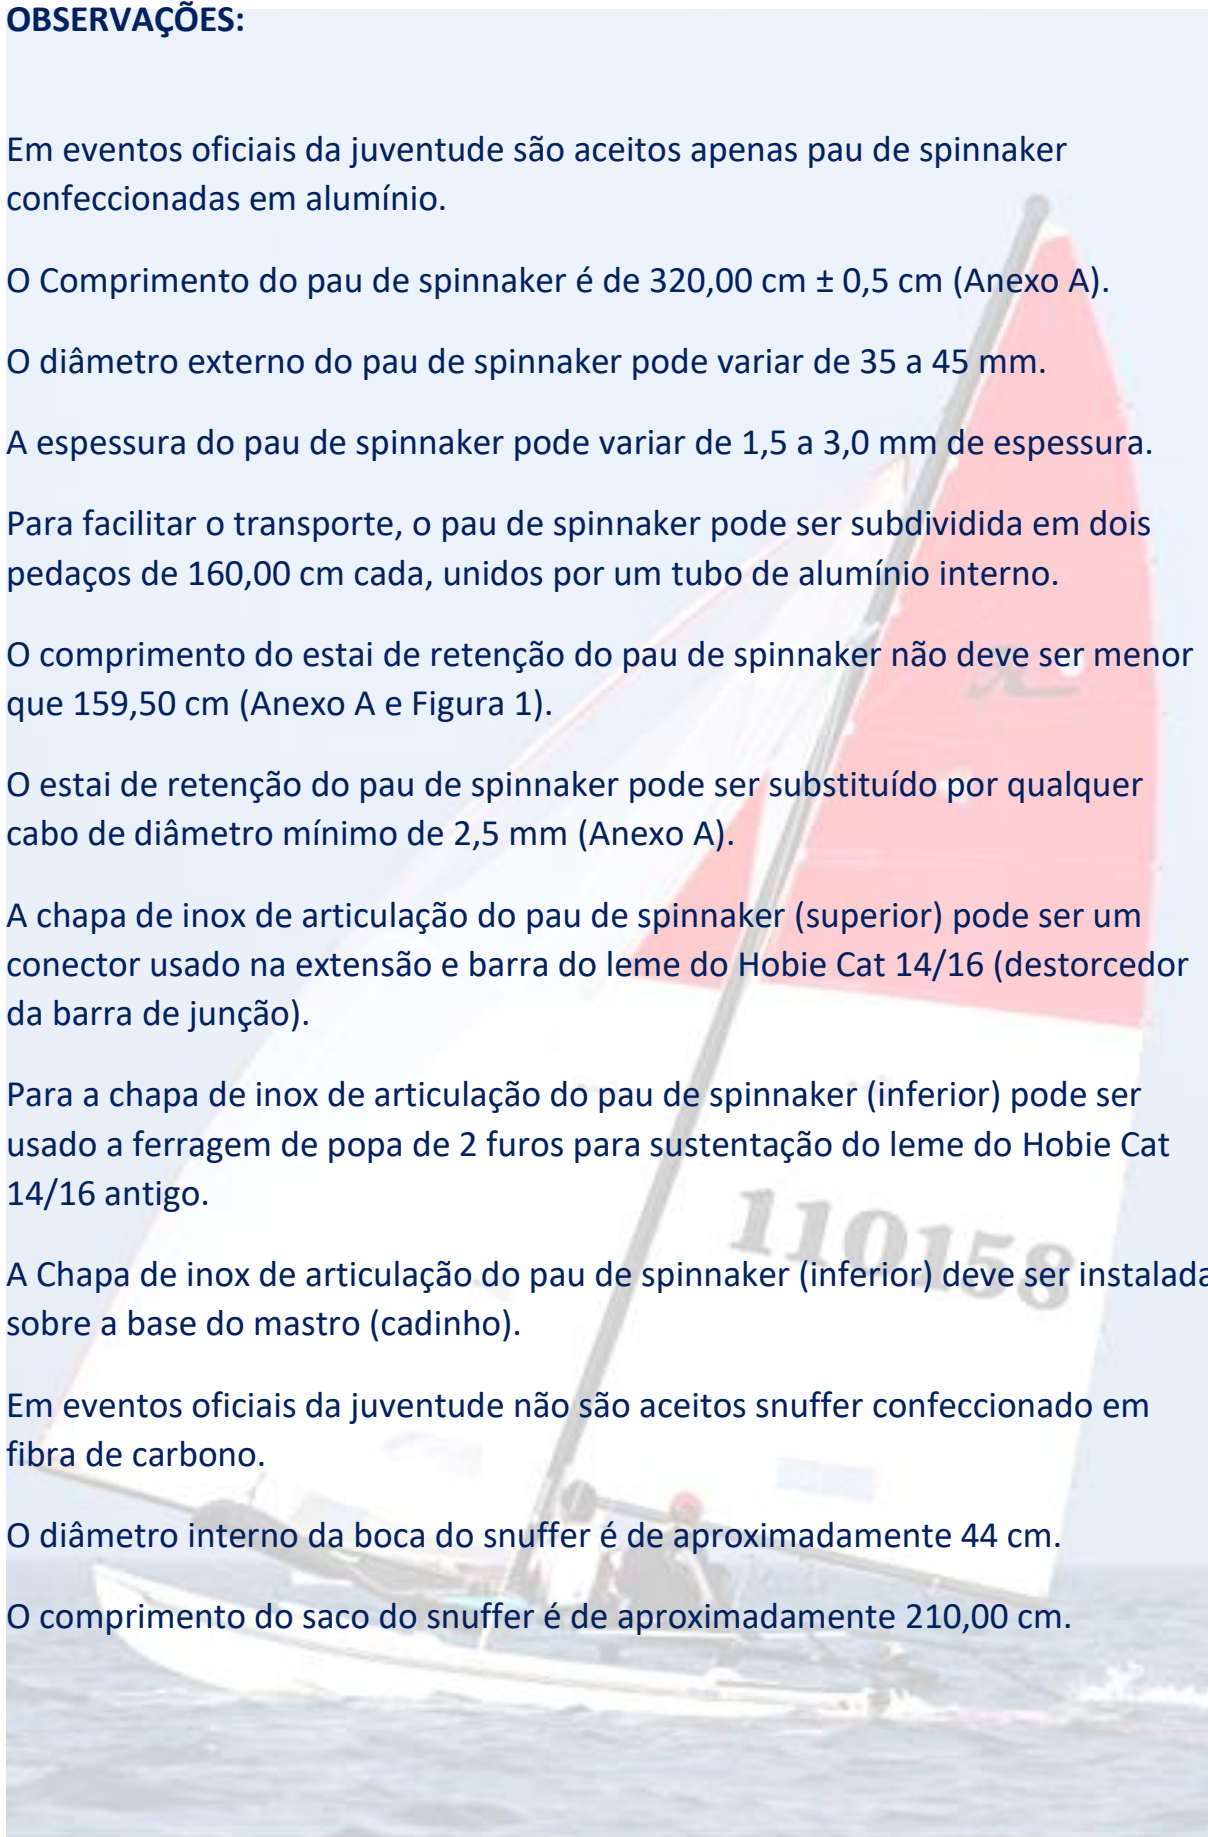 OBSERVAÇÕES:
Em eventos oficiais da juventude são aceitos apenas pau de spinnaker
confeccionadas em alumínio.
O Comprimento do pau de spinnaker é de 320,00 cm ± 0,5 cm (Anexo A).
O diâmetro externo do pau de spinnaker pode variar de 35 a 45 mm.
A espessura do pau de spinnaker pode variar de 1,5 a 3,0 mm de espessura.
Para facilitar o transporte, o pau de spinnaker pode ser subdividida em dois
pedaços de 160,00 cm cada, unidos por um tubo de alumínio interno.
O comprimento do estai de retenção do pau de spinnaker não deve ser menor
que 159,50 cm (Anexo A e Figura 1).
O estai de retenção do pau de spinnaker pode ser substituído por qualquer
cabo de diâmetro mínimo de 2,5 mm (Anexo A).
A chapa de inox de articulação do pau de spinnaker (superior) pode ser um
conector usado na extensão e barra do leme do Hobie Cat 14/16 (destorcedor
da barra de junção).
Para a chapa de inox de articulação do pau de spinnaker (inferior) pode ser
usado a ferragem de popa de 2 furos para sustentação do leme do Hobie Cat
14/16 antigo.
110158
A Chapa de inox de articulação do pau de spinnaker (inferior) deve ser instalada
sobre a base do mastro (cadinho).
Em eventos oficiais da juventude não são aceitos snuffer confeccionado em
fibra de carbono.
O diâmetro interno da boca do snuffer é de aproximadamente 44 cm.
O comprimento do saco do snuffer é de aproximadamente 210,00 cm.